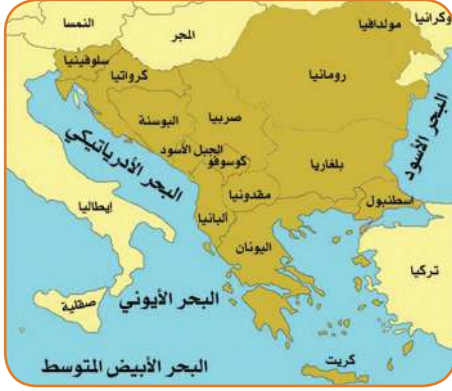 النمسا
المجر
مولدافيا
وكرانيا
سلوفينيا
كرواتيا
رومانيا
البوسنة
صربيا
البحر الأسود
الجبل الأسود
كوسوفو
بلغاريا
البحر الأدرياتيكي
إيطاليا
مقدونيا
ألبانيا
اسطنبول
اليونان
تركيا
صقلية
البحر الأيوني
كريت
البحر الأبيض المتوسط